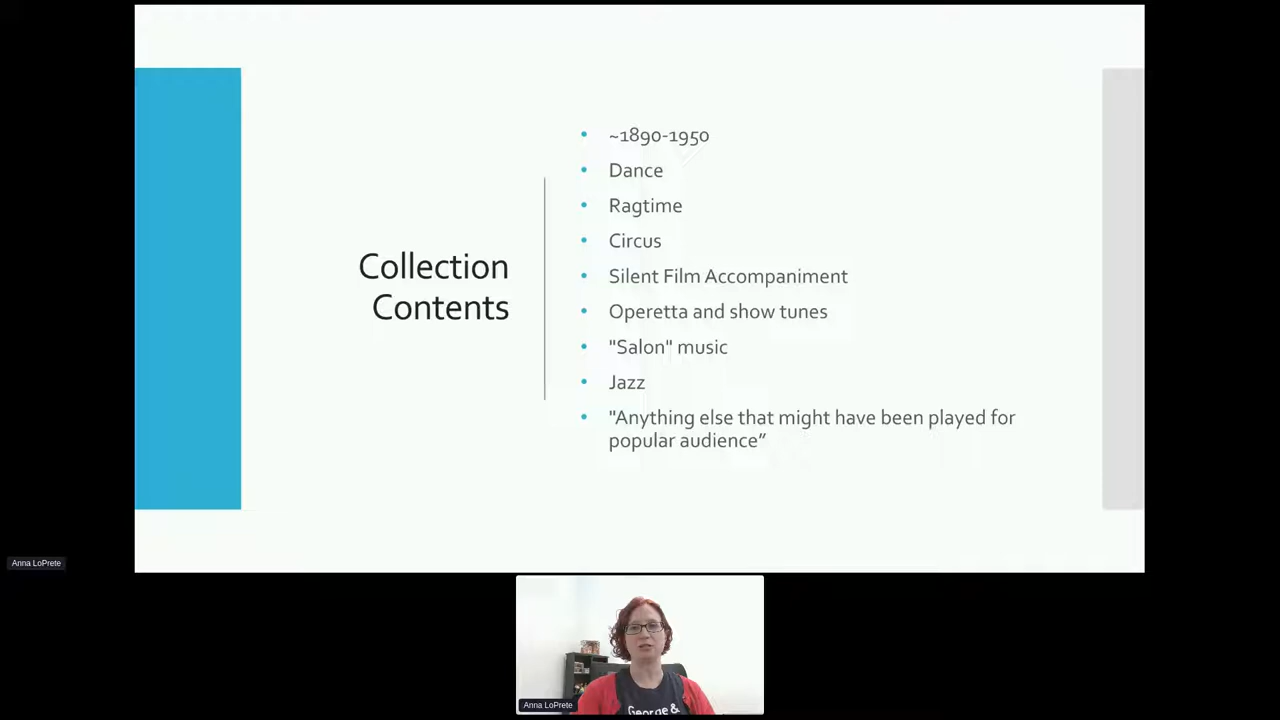 Collection
Contents
~1890-1950
Dance
Ragtime
Circus
Silent Film Accompaniment
Operetta and show tunes
"Salon" music
Jazz
"Anything else that might have been played for
popular audience”
Anna LoPrete
Anna LoPrete
George &